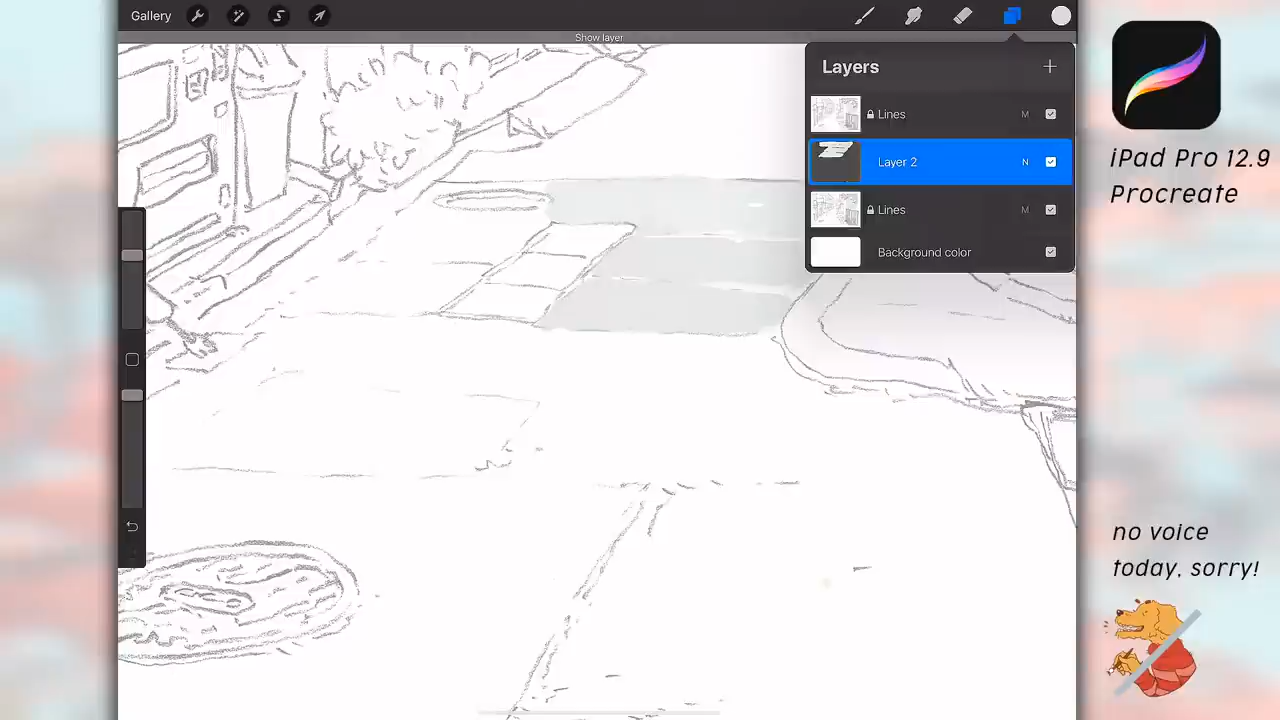 Gallery
Show layer
Layers
Lines M
Layer 2 N
Lines M
Background color
iPad Pro 12.9
Procreate
no voice
today, sorry!